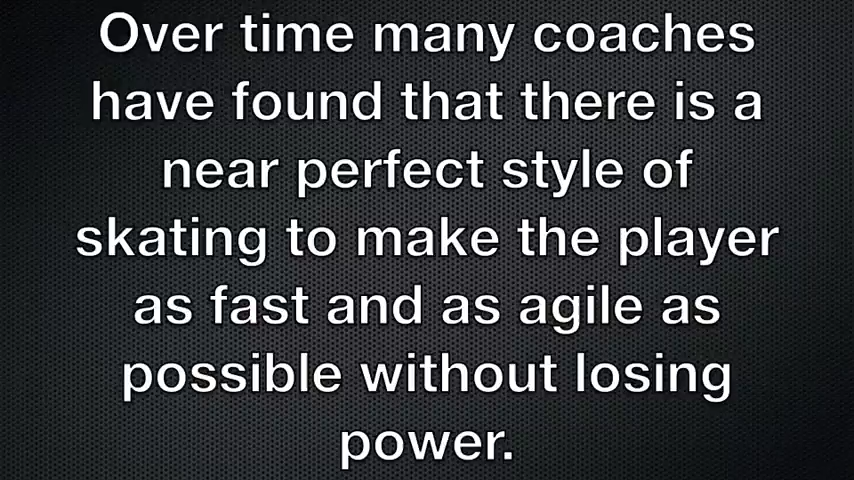 Over time many coaches
have found that there is a
near perfect style of
skating to make the player
as fast and as agile as
possible without losing
power.